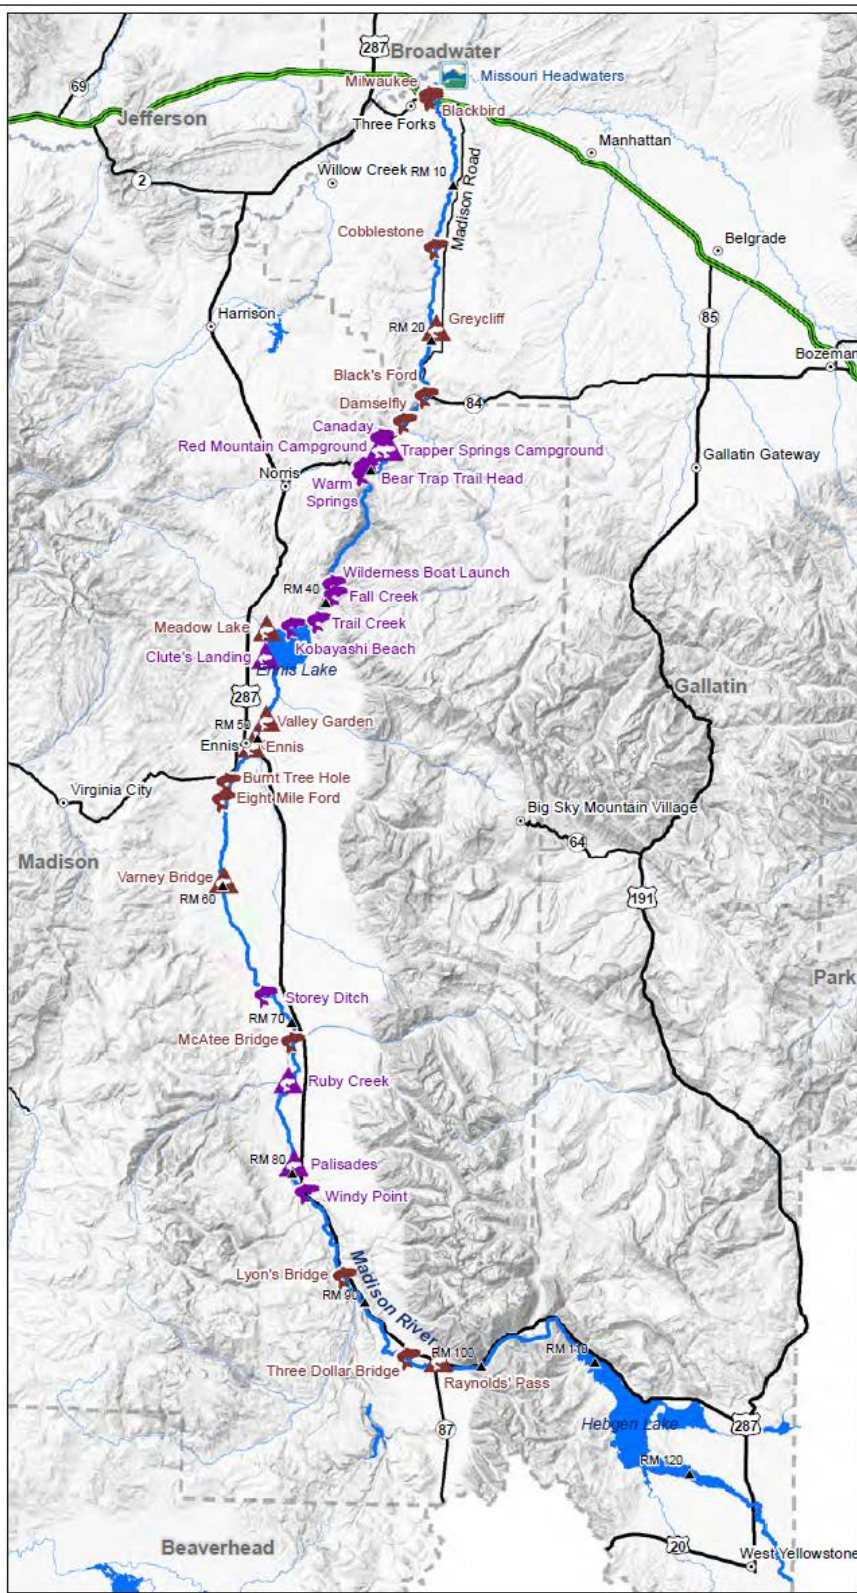 287
Broadwater
69
Milwaukee
Missouri Headwaters
Blackbird
Jefferson
Three Forks
Manhattan
Willow Creek
RM 10
2
Madison Road
Cobblestone
Belgrade
Harrison
Greycliff
85
RM 20
Bozeman
Black's Ford
Damselfly
84
Canaday
Red Mountain Campground
Trapper Springs Campground
Gallatin Gateway
Norris
Bear Trap Trail Head
Warm
Springs
Wilderness Boat Launch
RM 40
Fall Creek
Meadow Lake
Trail Creek
Kobayashi Beach
Clute's Landing
Ennis Lake
287
Gallatin
RM 50
Valley Garden
Ennis
Ennis
Burnt Tree Hole
Virginia City
Eight Mile Ford
Big Sky Mountain Village
64
Madison
Varney Bridge
RM 60
191
Park
Storey Ditch
RM 70
McAtee Bridge
Ruby Creek
RM 80
Palisades
Windy Point
Lyon's Bridge
Madison River
RM 90
RM 100
RM 110
Three Dollar Bridge
Raynolds' Pass
Hebgen Lake
87
287
RM 120
Beaverhead
20
West Yellowstone